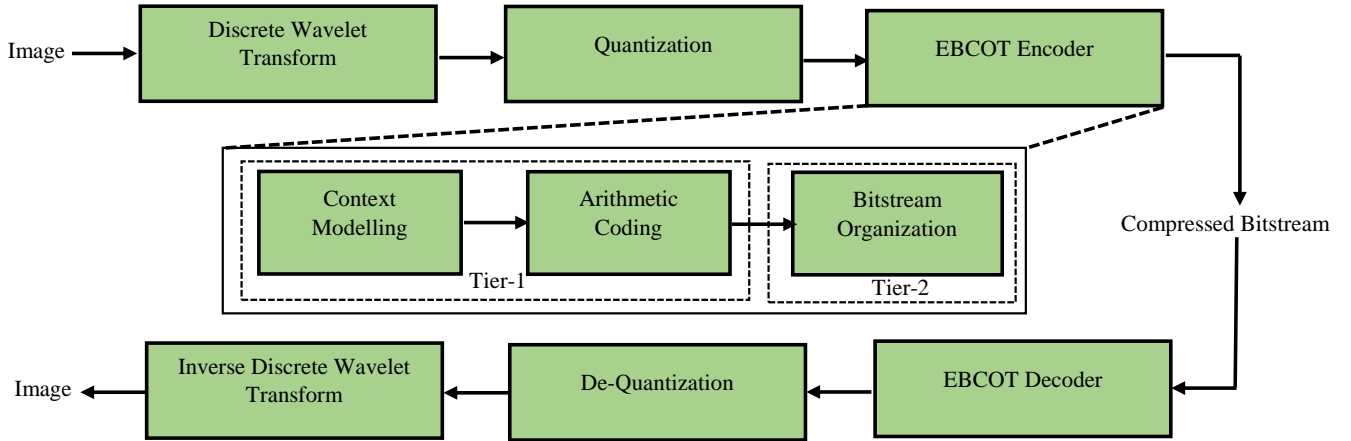 Image
Discrete Wavelet
Transform
Quantization
EBCOT Encoder
Context
Modelling
Arithmetic
Coding
Bitstream
Organization
Tier-1
Tier-2
Compressed Bitstream
Image
Inverse Discrete Wavelet
Transform
De-Quantization
EBCOT Decoder